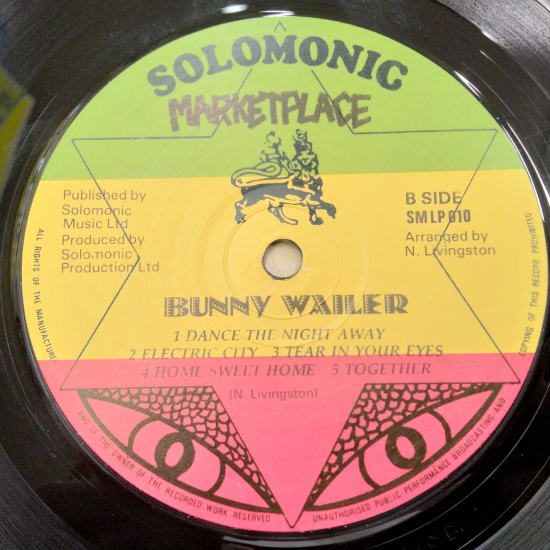 SOLOMONIC
MARKETPLACE
Published by
Solomonic
Music Ltd
Produced by
Solomonic
Production Ltd
B SIDE
SMLP 010
Arranged by
N. Livingston
BUNNY WAILER
1 DANCE THE NIGHT AWAY
2 ELECTRIC CITY 3 TEAR IN YOUR EYES
4 HOME SWEET HOME 5 TOGETHER
(N. Livingston)
ALL RIGHTS OF THE MANUFACTURER
AND OF THE OWNER OF THE RECORDED WORK RESERVED
UNAUTHORISED PUBLIC PERFORMANCE BROADCASTING AND
COPYING OF THIS RECORD PROHIBITED